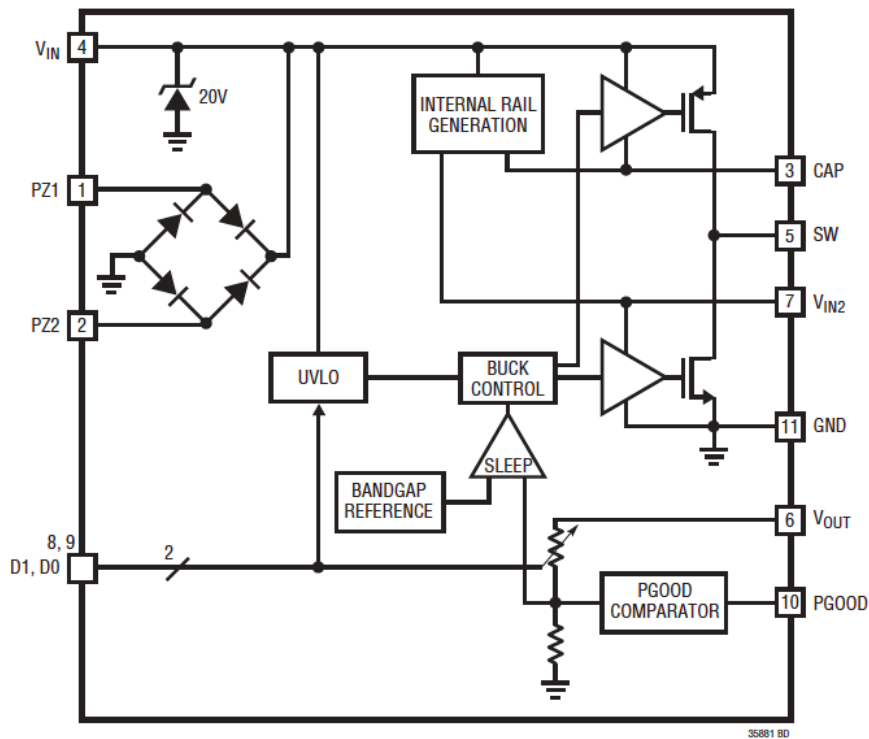 VIN 4
20V
INTERNAL RAIL
GENERATION
3 CAP
PZ1 1
5 SW
7 VIN2
PZ2 2
UVLO
BUCK
CONTROL
11 GND
SLEEP
BANDGAP
REFERENCE
6 VOUT
8, 9
D1, D0
2
PGOOD
COMPARATOR
10 PGOOD
35881 BD